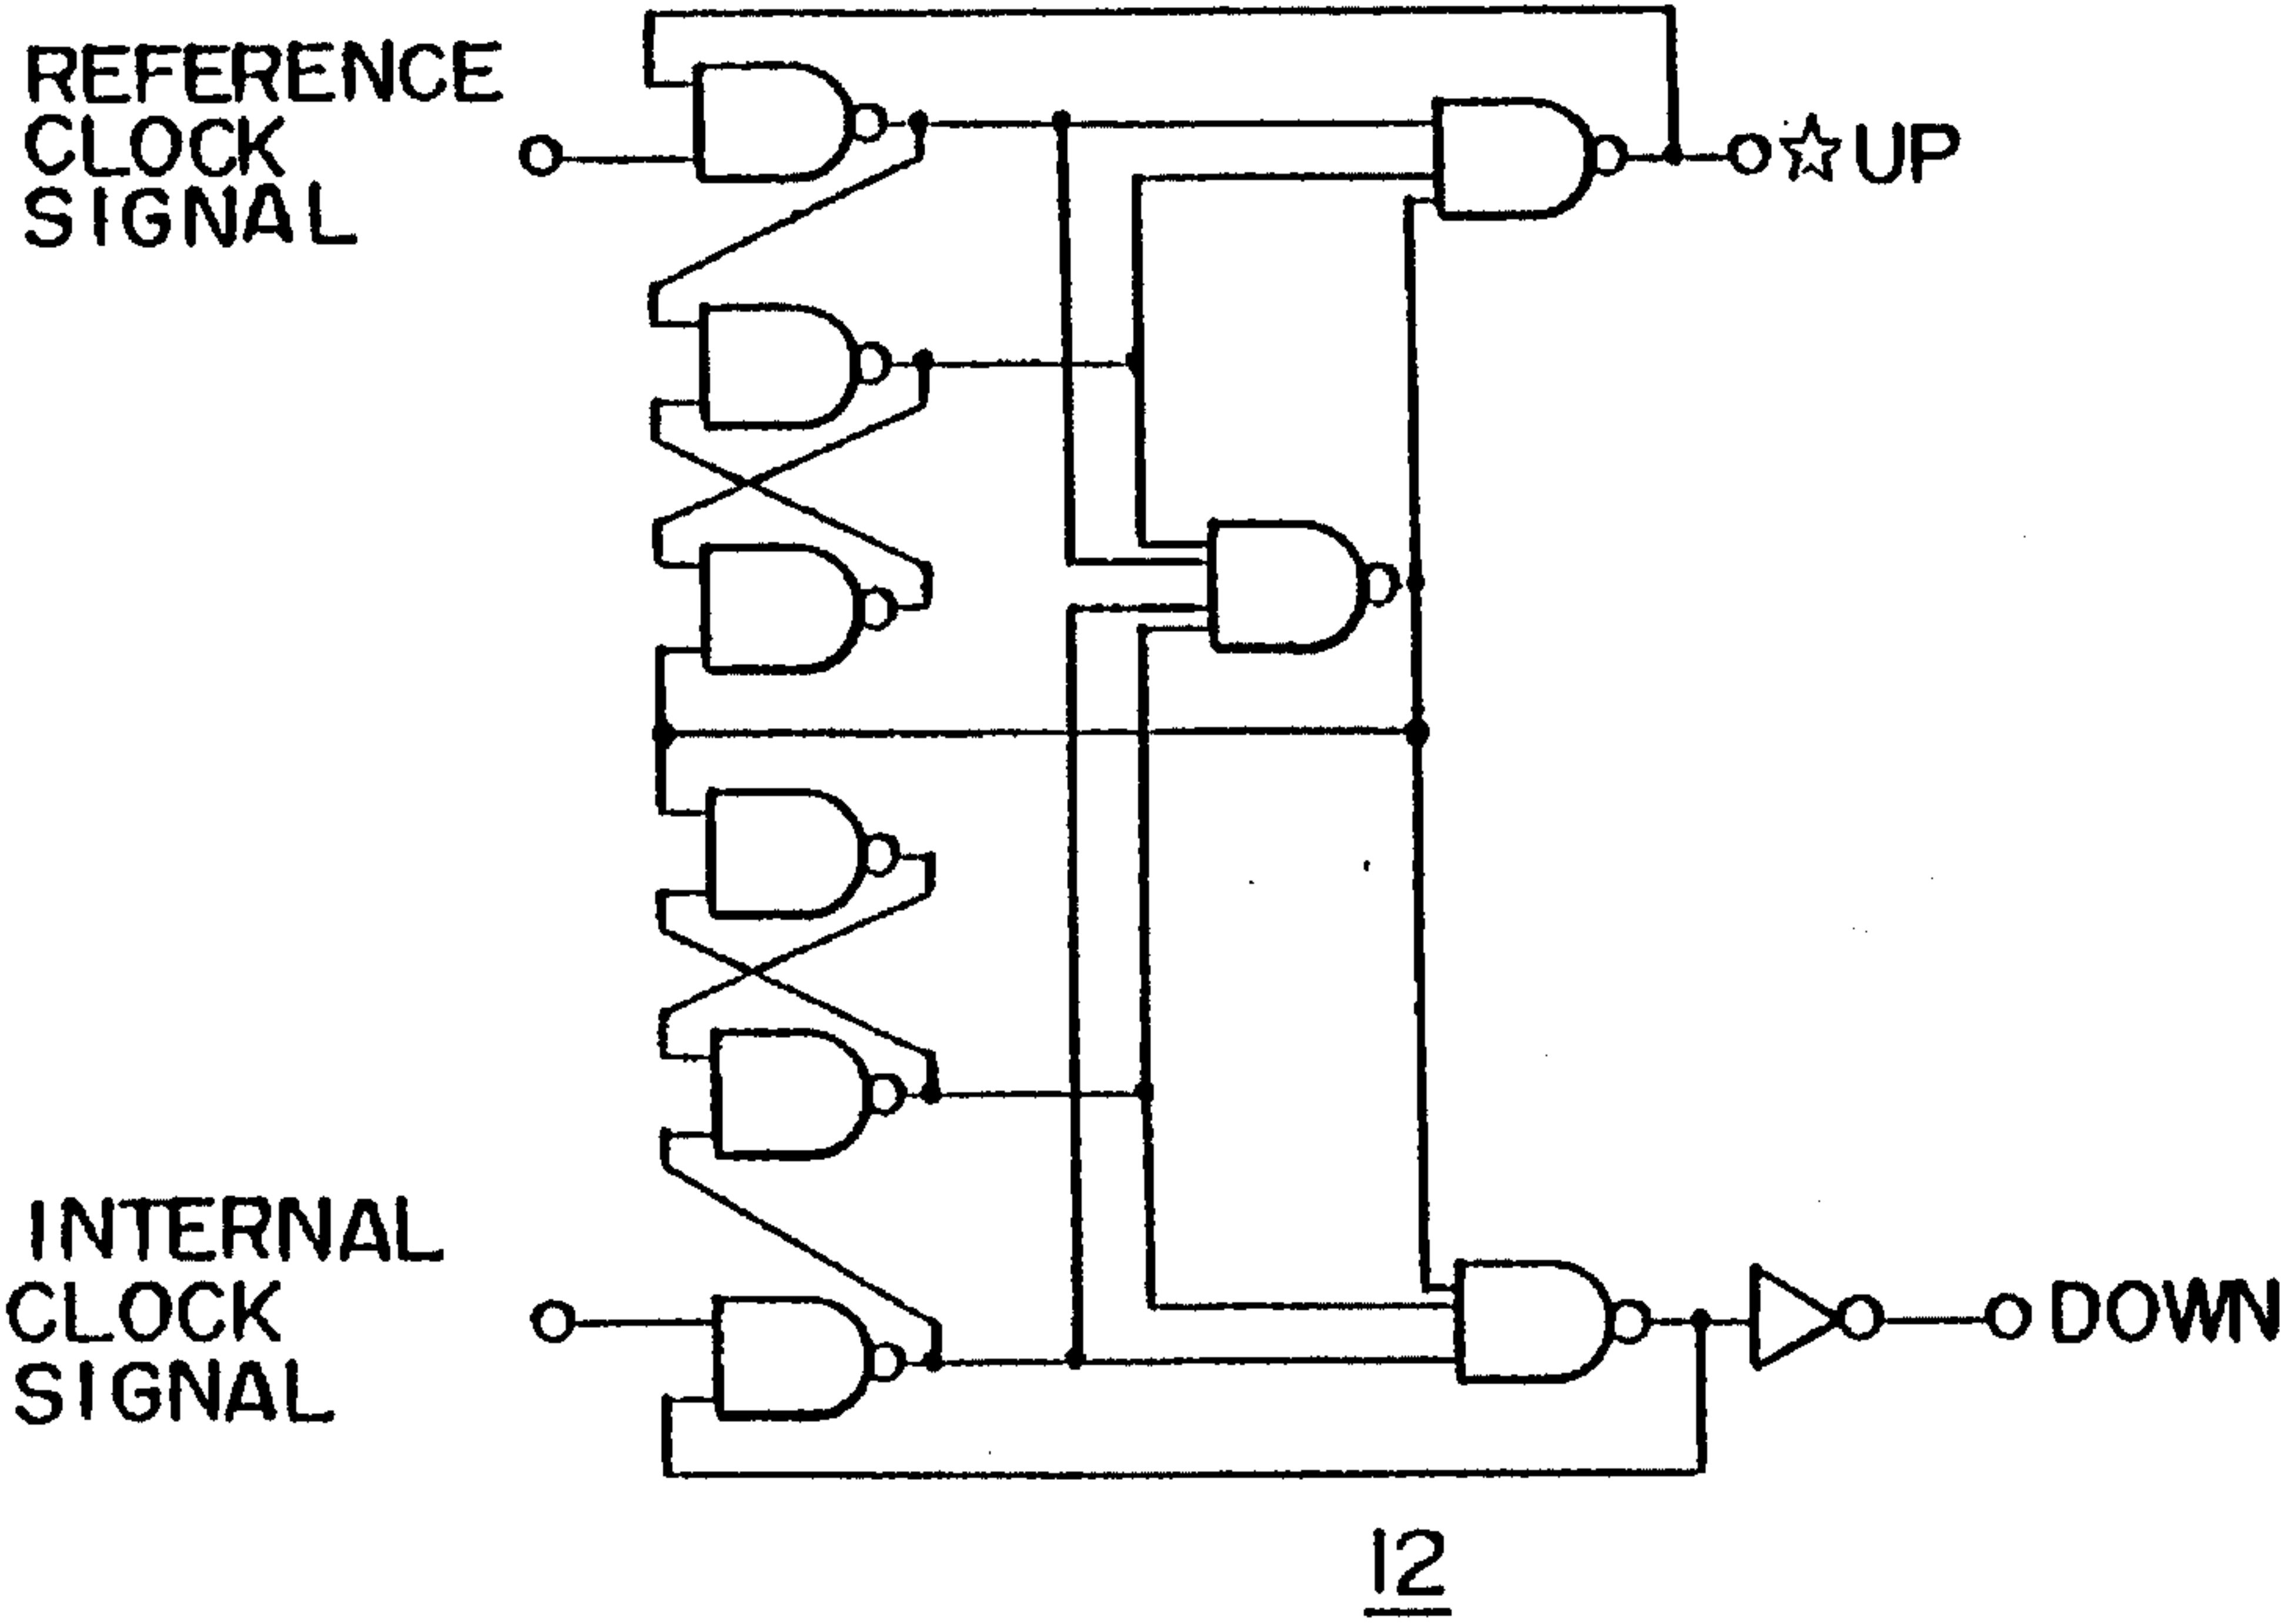 REFERENCE
CLOCK
SIGNAL
☆UP
INTERNAL
CLOCK
SIGNAL
DOWN
12